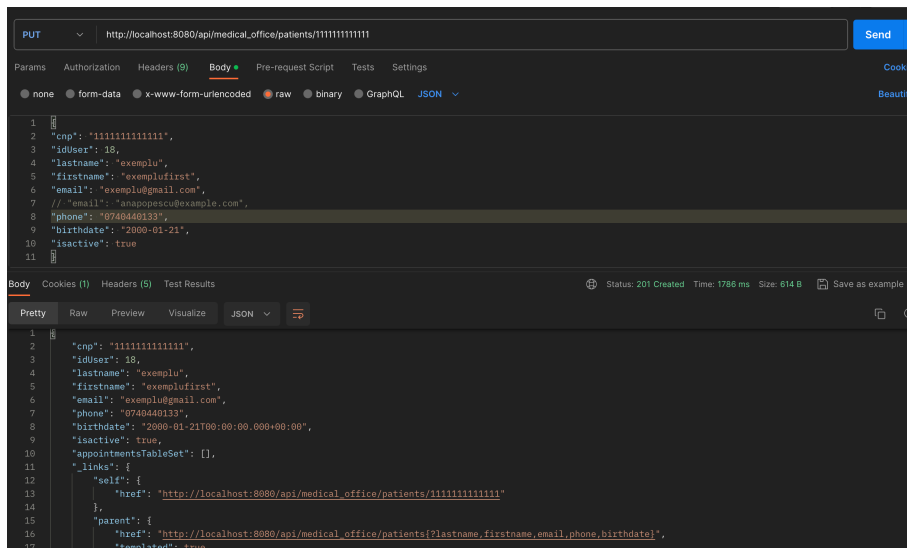 PUT http://localhost:8080/api/medical_office/patients/1111111111111 Send
Params Authorization Headers (9) Body Pre-request Script Tests Settings Cook
none form-data x-www-form-urlencoded raw binary GraphQL JSON Beauti
1 {
2 "cnp": "1111111111111",
3 "idUser": 18,
4 "lastname": "exemplu",
5 "firstname": "exemplufirst",
6 "email": "exemplu@gmail.com",
7 // "email": "anapopescu@example.com",
8 "phone": "0740440133",
9 "birthdate": "2000-01-21",
10 "isactive": true
11 }
Body Cookies (1) Headers (5) Test Results Status: 201 Created Time: 1786 ms Size: 614 B Save as example
Pretty Raw Preview Visualize JSON
1 {
2 "cnp": "1111111111111",
3 "idUser": 18,
4 "lastname": "exemplu",
5 "firstname": "exemplufirst",
6 "email": "exemplu@gmail.com",
7 "phone": "0740440133",
8 "birthdate": "2000-01-21T00:00:00.000+00:00",
9 "isactive": true,
10 "appointmentsTableSet": [],
11 "_links": {
12 "self": {
13 "href": "http://localhost:8080/api/medical_office/patients/1111111111111"
14 },
15 "parent": {
16 "href": "http://localhost:8080/api/medical_office/patients{?lastname,firstname,email,phone,birthdate}",
17 "templated": true